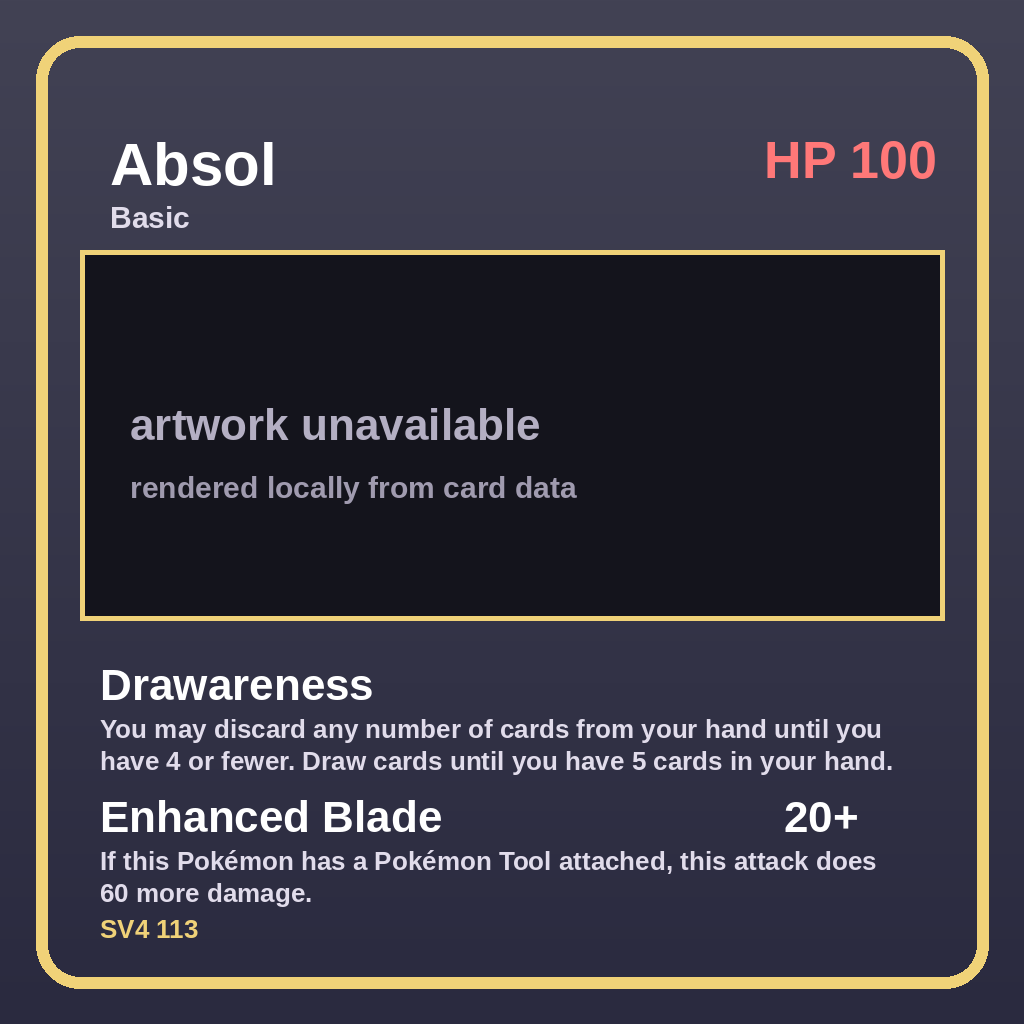 Absol
HP 100
Basic
artwork unavailable
rendered locally from card data
Drawareness
You may discard any number of cards from your hand until you
have 4 or fewer. Draw cards until you have 5 cards in your hand.
Enhanced Blade 20+
If this Pokémon has a Pokémon Tool attached, this attack does
60 more damage.
SV4 113